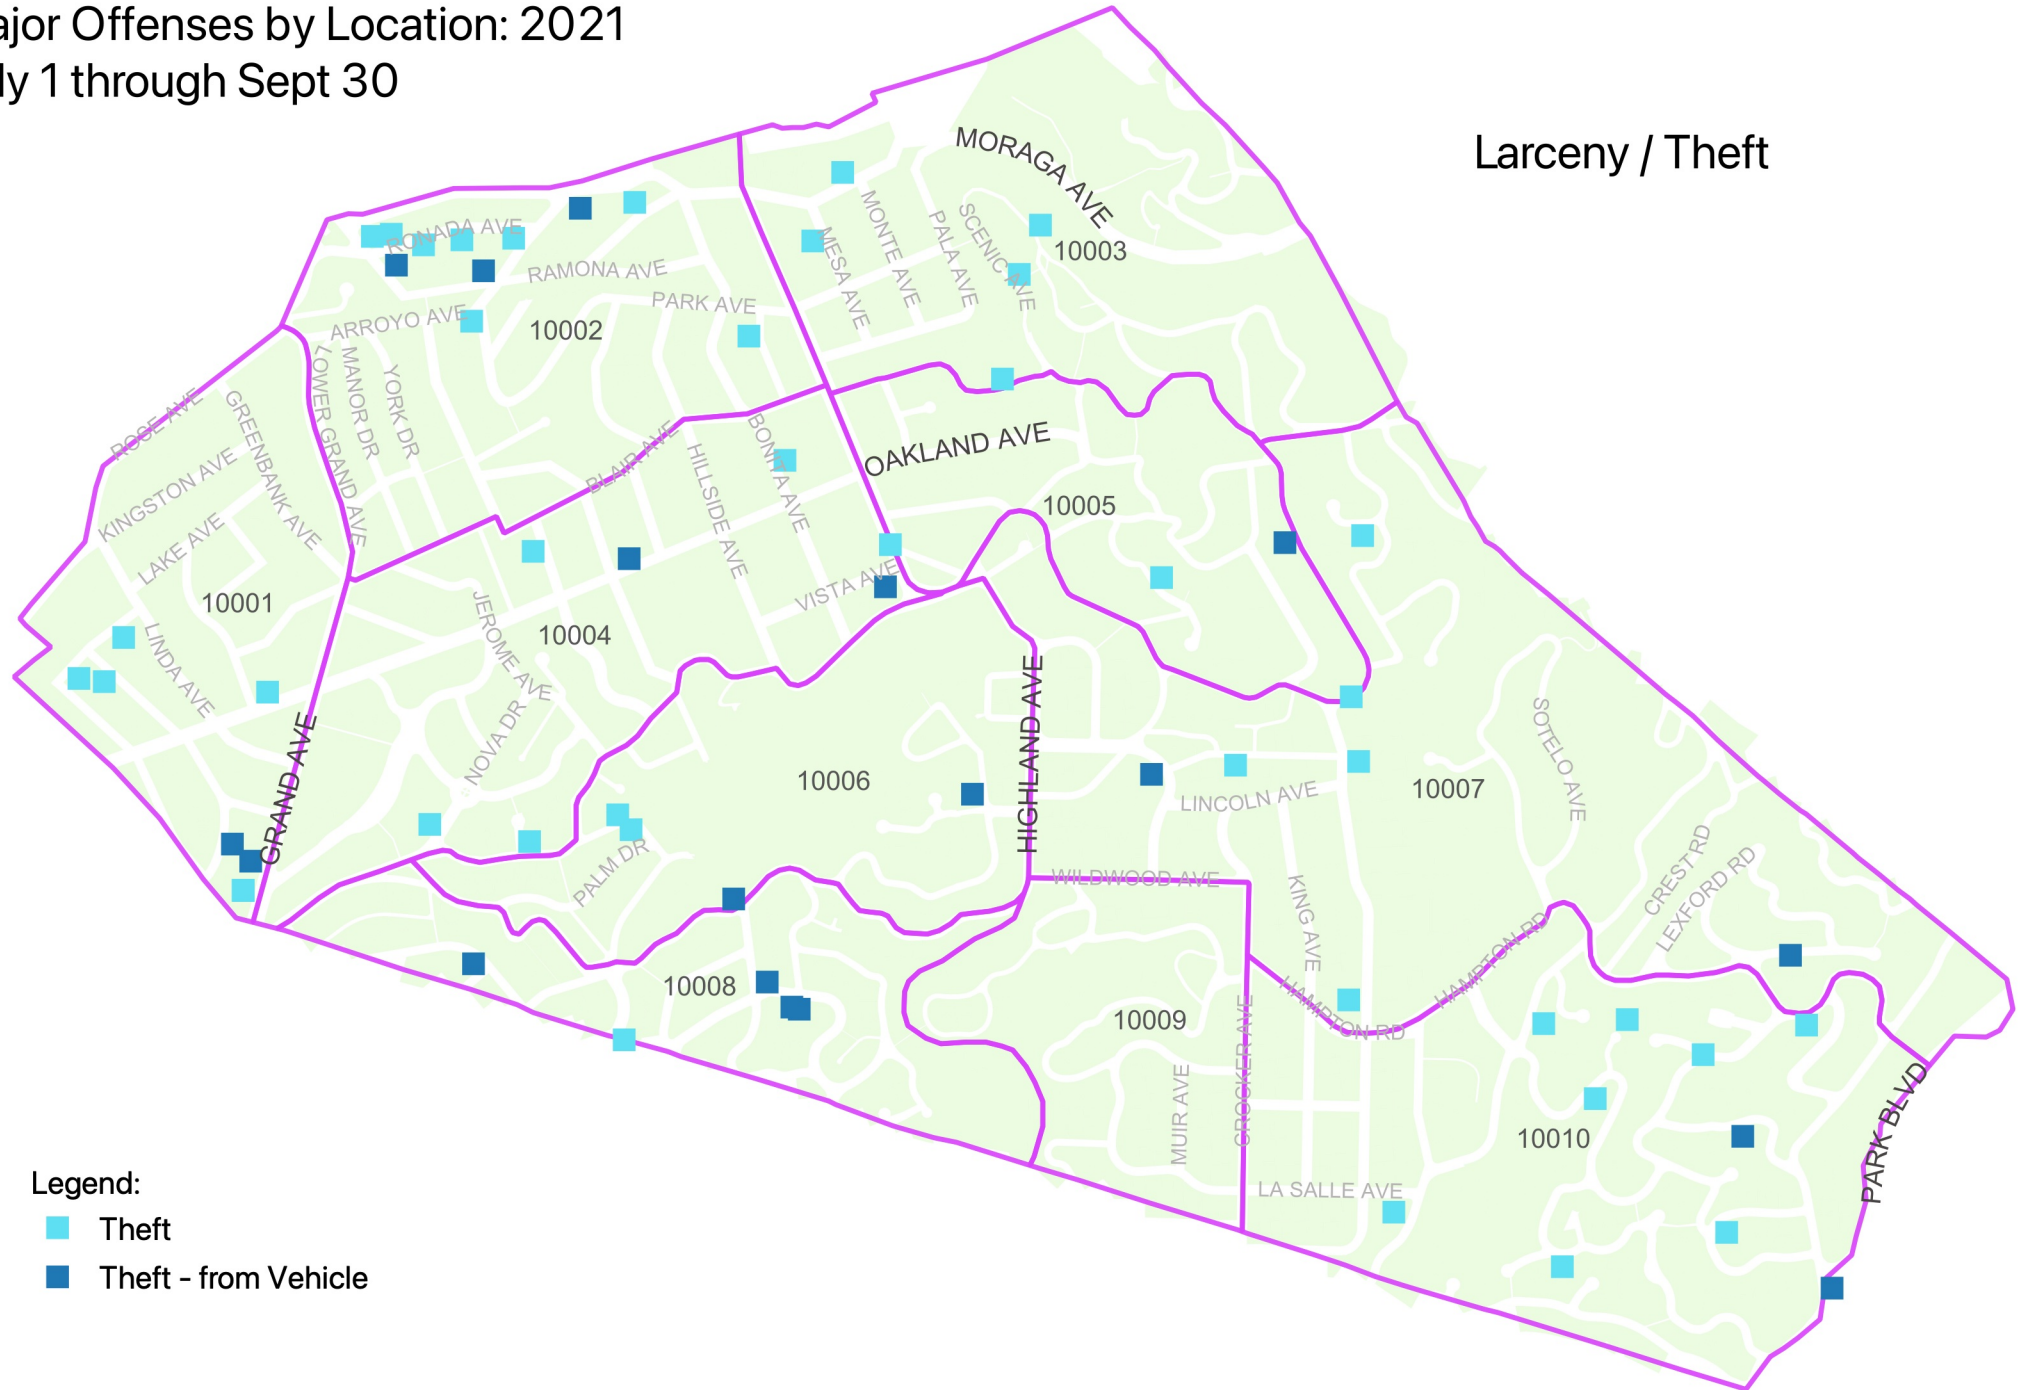 ajor Offenses by Location: 2021
ly 1 through Sept 30
Larceny / Theft
MORAGA AVE
10003
MONTE AVE
PALA AVE
SCENIC AVE
MESA AVE
RONADA AVE
RAMONA AVE
PARK AVE
ARROYO AVE
10002
LOWER GRAND AVE
MANOR DR
YORK DR
ROSE AVE
GREENBANK AVE
KINGSTON AVE
LAKE AVE
BLAIR AVE
HILLSIDE AVE
BONITA AVE
OAKLAND AVE
10005
VISTA AVE
10001
LINDA AVE
JEROME AVE
10004
NOVA DR
GRAND AVE
10006
HIGHLAND AVE
LINCOLN AVE
10007
SOTELO AVE
PALM DR
WILDWOOD AVE
KING AVE
CREST RD
LEXFORD RD
HAMPTON RD
HAMPTON RD
10008
10009
CROCKER AVE
MUIR AVE
10010
PARK BLVD
LA SALLE AVE
Legend:
Theft
Theft - from Vehicle